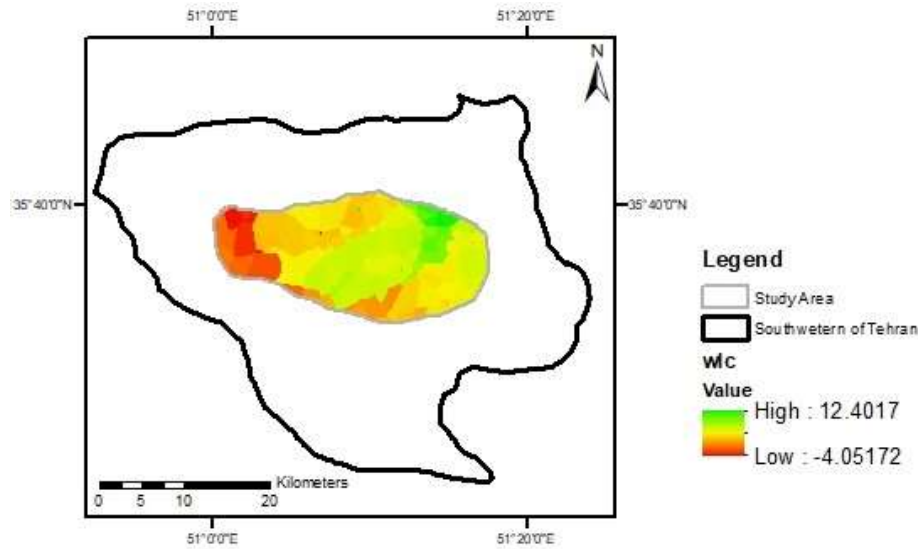 51°0'0"E 51°20'0"E
N
35°40'0"N 35°40'0"N
Legend
Study Area
Southwetern of Tehran
wlc
Value
High : 12.4017
Low : -4.05172
Kilometers
0 5 10 20
51°0'0"E 51°20'0"E